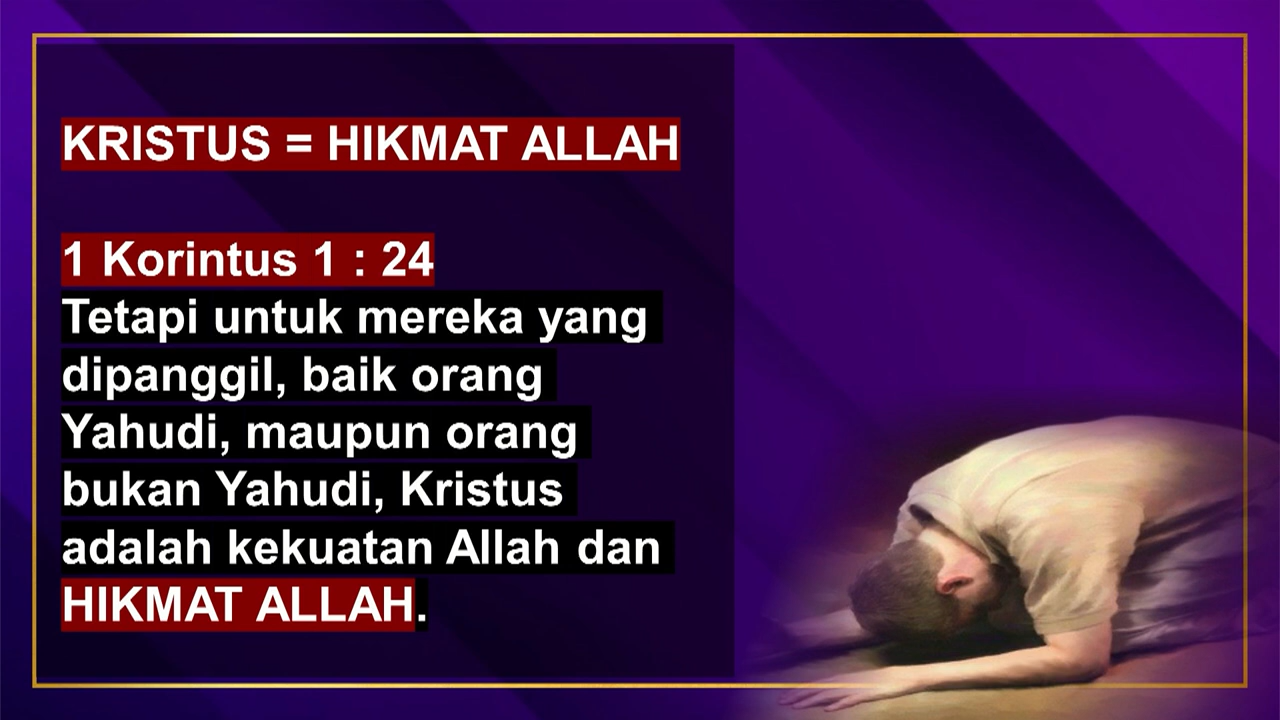 KRISTUS = HIKMAT ALLAH
1 Korintus 1 : 24
Tetapi untuk mereka yang
dipanggil, baik orang
Yahudi, maupun orang
bukan Yahudi, Kristus
adalah kekuatan Allah dan
HIKMAT ALLAH.